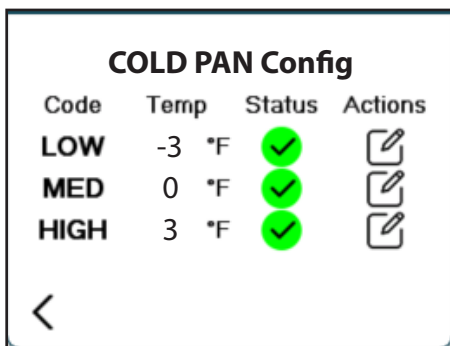 COLD PAN Config
Code Temp Status Actions
LOW -3 °F
MED 0 °F
HIGH 3 °F